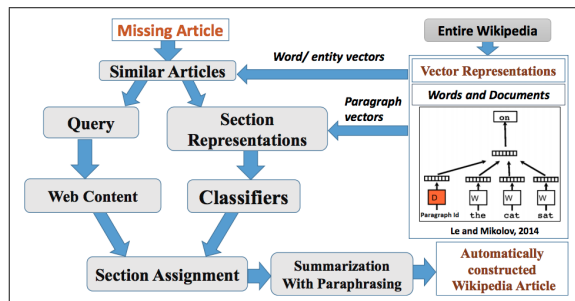 Missing Article
Entire Wikipedia
Word/ entity vectors
Similar Articles
Vector Representations
Words and Documents
Paragraph
vectors
Query
Section
Representations
on
Web Content
Classifiers
D
W
W
W
Paragraph Id
the
cat
sat
Le and Mikolov, 2014
Section Assignment
Summarization
With Paraphrasing
Automatically
constructed
Wikipedia Article